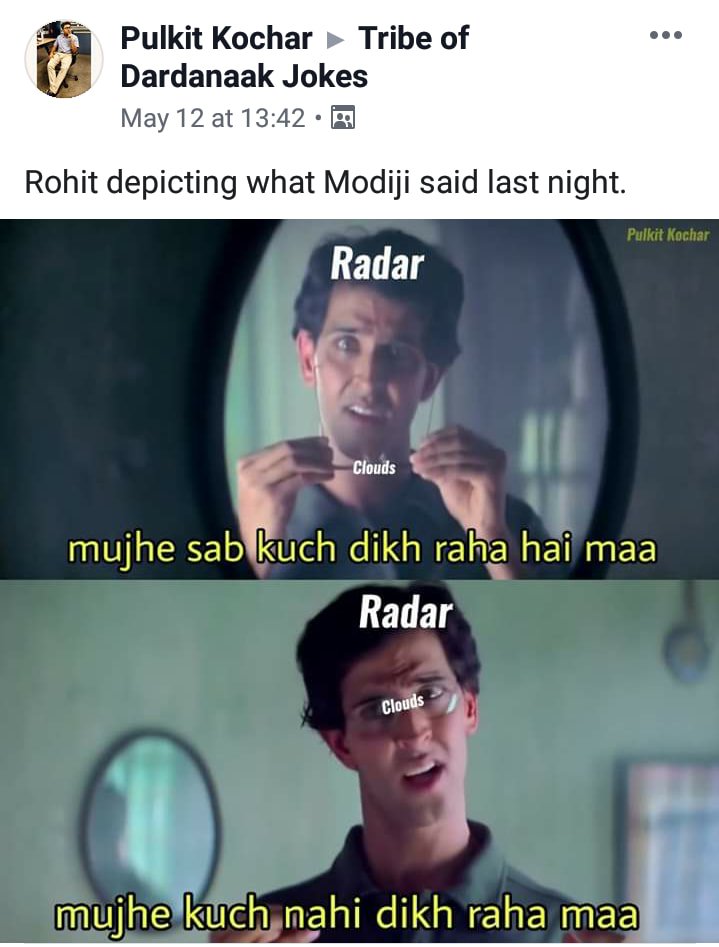 Pulkit Kochar ▸ Tribe of
Dardanaak Jokes
May 12 at 13:42 •
Rohit depicting what Modiji said last night.
Pulkit Kochar
Radar
Clouds
mujhe sab kuch dikh raha hai maa
Radar
Clouds
mujhe kuch nahi dikh raha maa